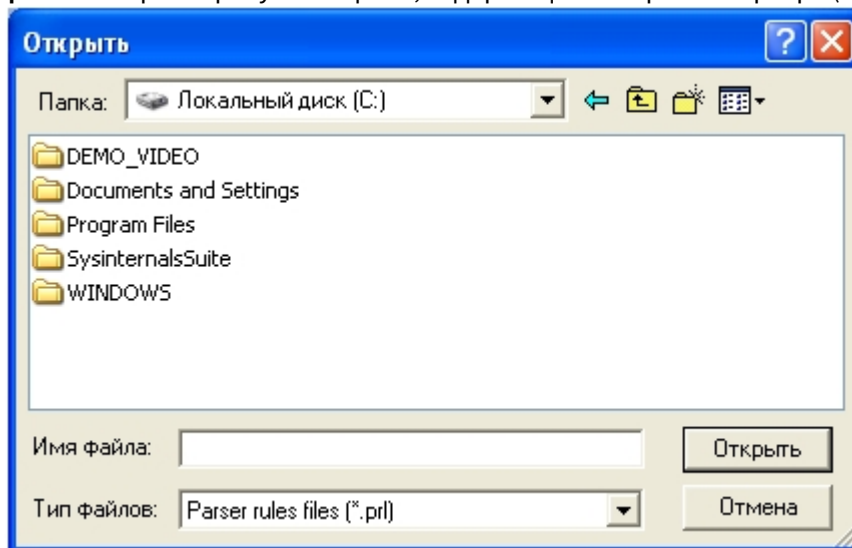 Открыть
Папка: Локальный диск (C:)
DEMO_VIDEO
Documents and Settings
Program Files
SysinternalsSuite
WINDOWS
Имя файла:
Открыть
Тип файлов: Parser rules files (*.prl)
Отмена